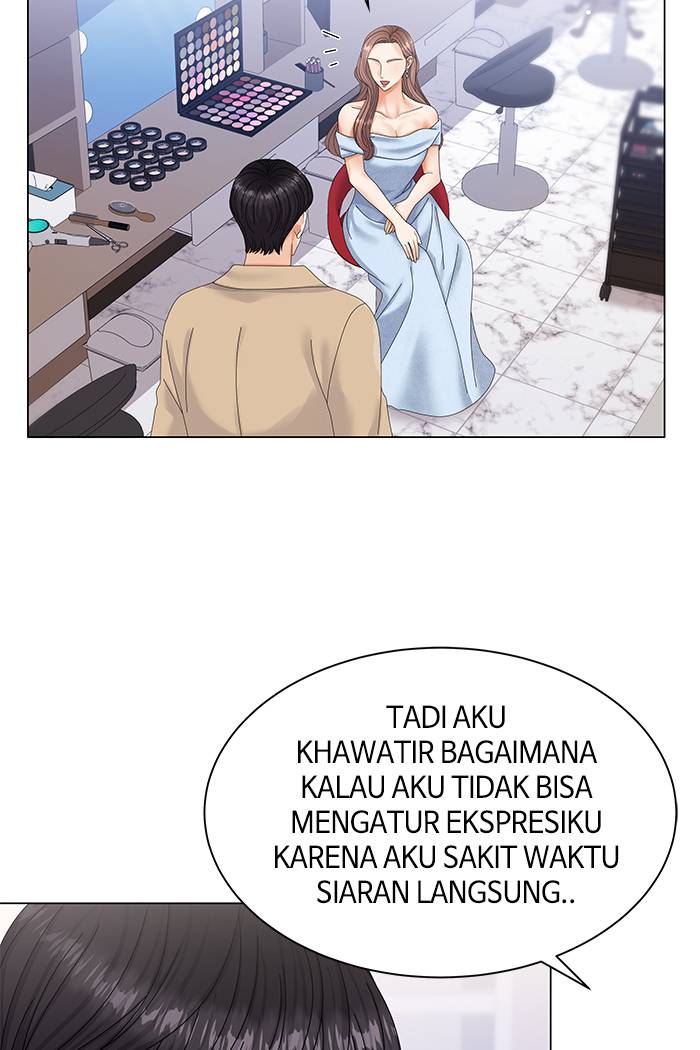 TADI AKU
KHAWATIR BAGAIMANA
KALAU AKU TIDAK BISA
MENGATUR EKSPRESIKU
KARENA AKU SAKIT WAKTU
SIARAN LANGSUNG..